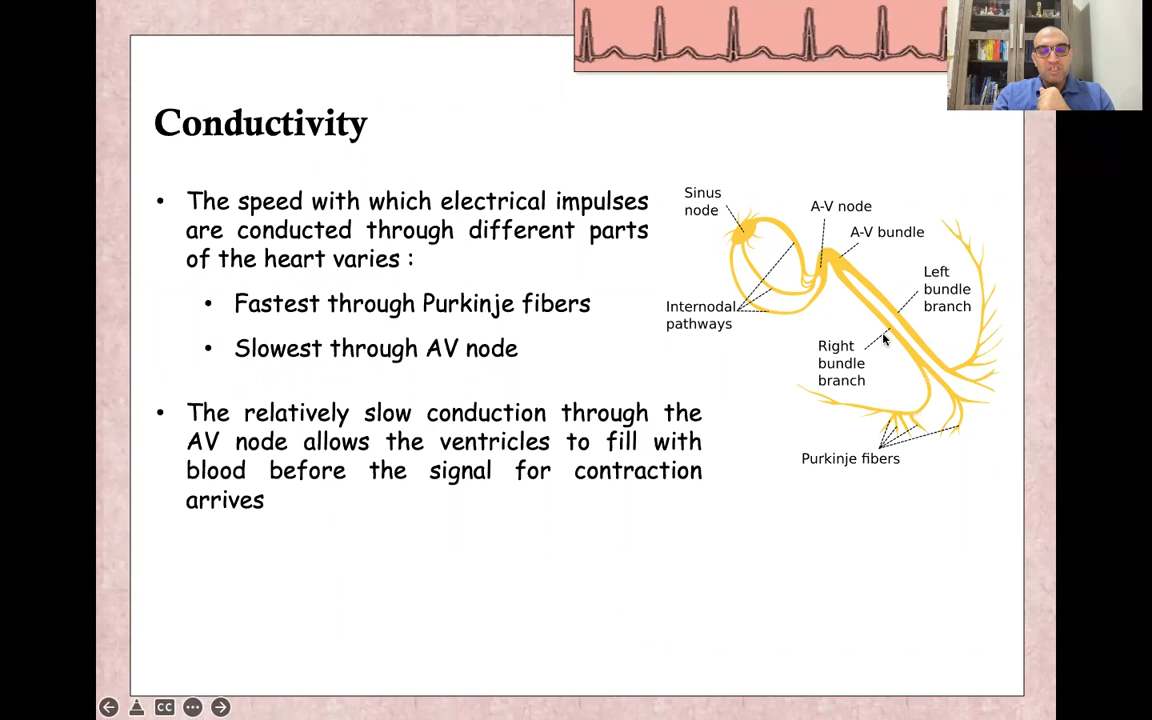 Conductivity
• The speed with which electrical impulses
are conducted through different parts
of the heart varies :
• Fastest through Purkinje fibers
• Slowest through AV node
• The relatively slow conduction through the
AV node allows the ventricles to fill with
blood before the signal for contraction
arrives
Sinus
node
A-V node
A-V bundle
Left
bundle
branch
Internodal
pathways
Right
bundle
branch
Purkinje fibers
CC